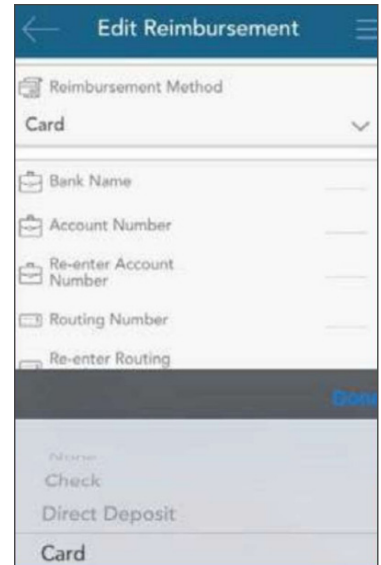 Edit Reimbursement
Reimbursement Method
Card
Bank Name
Account Number
Re-enter Account
Number
Routing Number
Re-enter Routing
Done
None
Check
Direct Deposit
Card